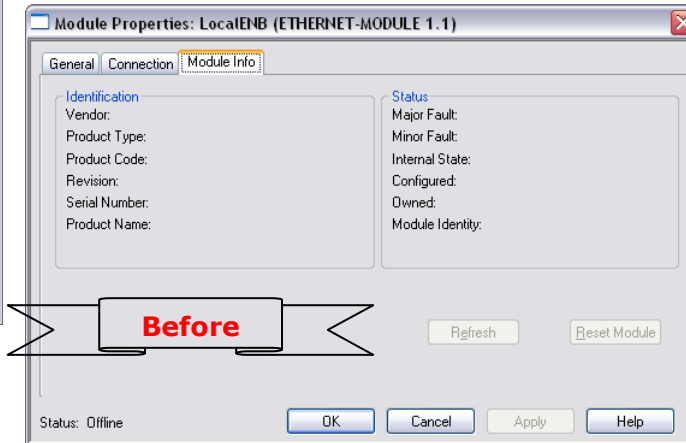 Module Properties: LocalENB (ETHERNET-MODULE 1.1)
General Connection Module Info
Identification
Vendor:
Product Type:
Product Code:
Revision:
Serial Number:
Product Name:
Status
Major Fault:
Minor Fault:
Internal State:
Configured:
Owned:
Module Identity:
Before
Refresh Reset Module
Status: Offline OK Cancel Apply Help